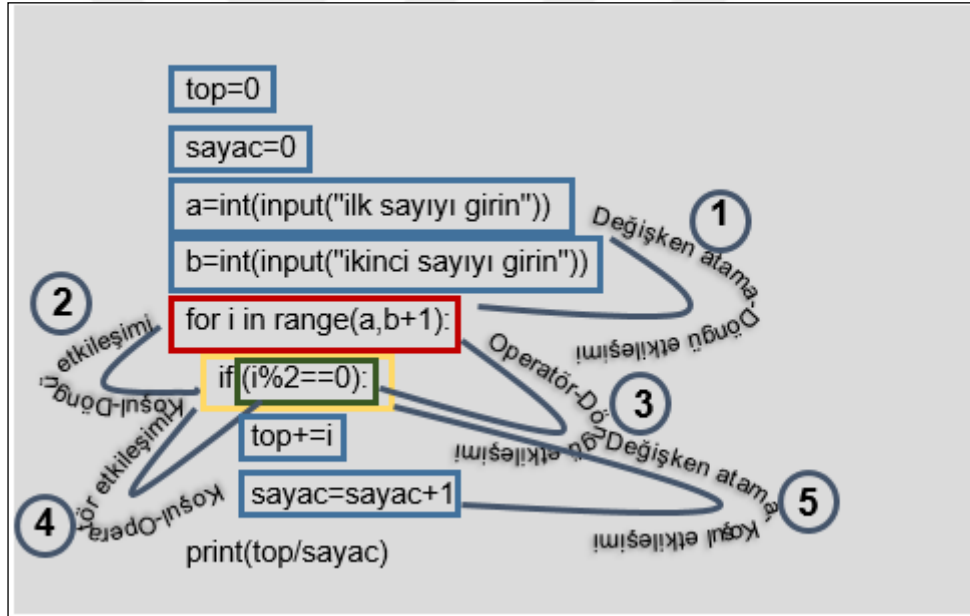 top=0
sayac=0
a=int(input("ilk sayıyı girin"))
b=int(input("ikinci sayıyı girin"))
for i in range(a,b+1):
if (i%2==0):
top+=i
sayac=sayac+1
print(top/sayac)
1
Değişken atama-Döngü etkileşimi
2
Koşul-Döngü etkileşimi
3
Operatör-Döngü etkileşimi
4
Koşul-Operatör etkileşimi
5
Değişken atama-Koşul etkileşimi